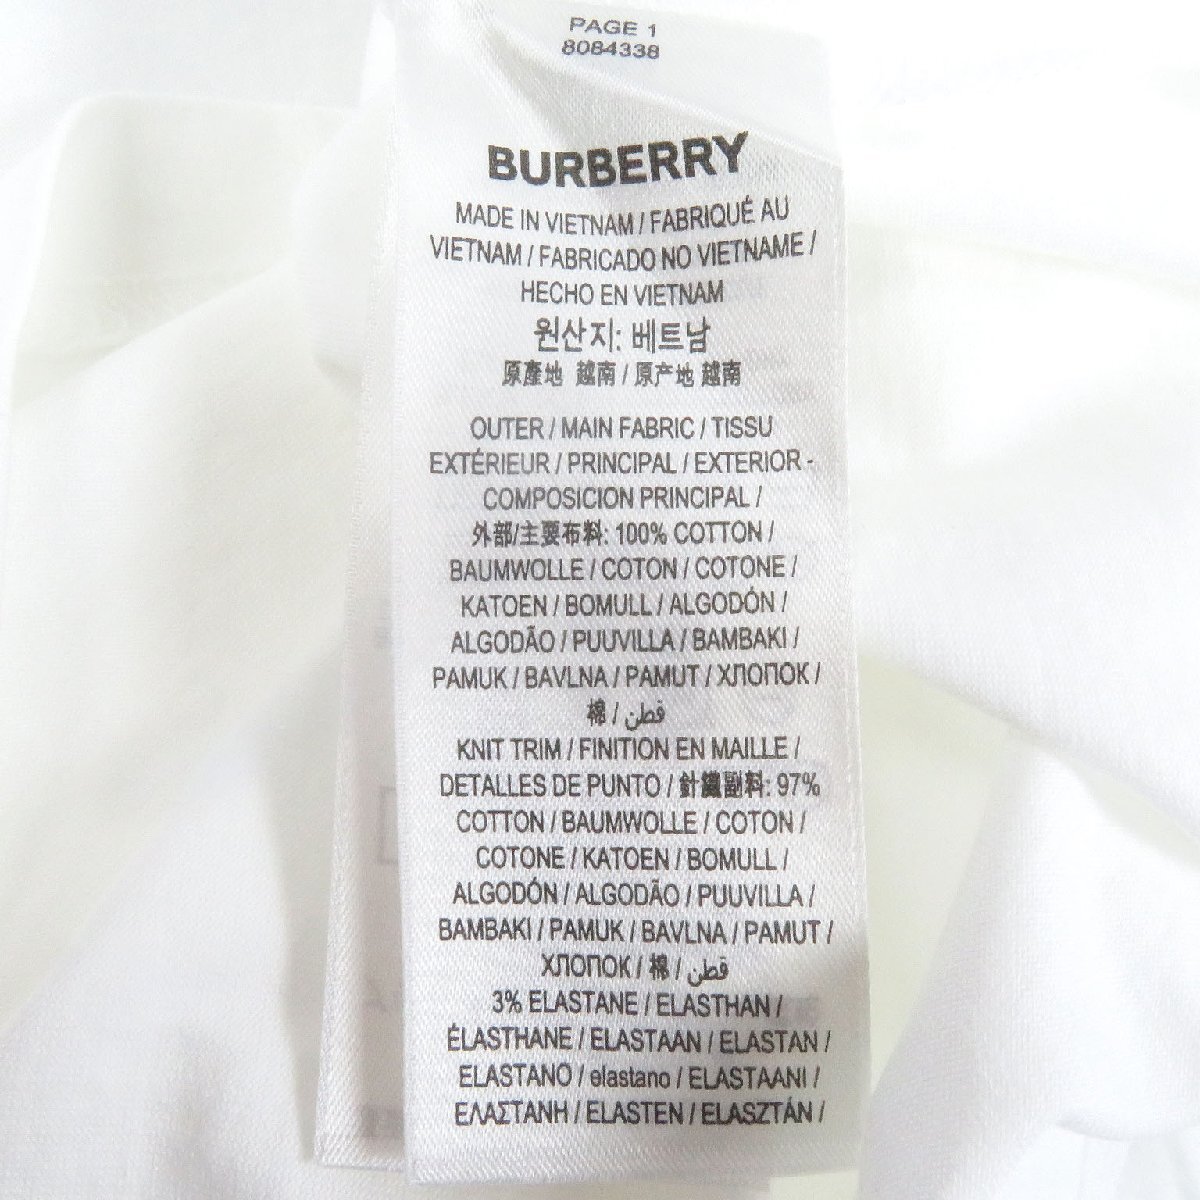 PAGE 1
8084338
BURBERRY
MADE IN VIETNAM / FABRIQUÉ AU
VIETNAM / FABRICADO NO VIETNAME /
HECHO EN VIETNAM
원산지: 베트남
原產地 越南 / 原产地 越南
OUTER / MAIN FABRIC / TISSU
EXTÉRIEUR / PRINCIPAL / EXTERIOR -
COMPOSICION PRINCIPAL /
外部/主要布料: 100% COTTON /
BAUMWOLLE / COTON / COTONE /
KATOEN / BOMULL / ALGODÓN /
ALGODÃO / PUUVILLA / BAMBAKI /
PAMUK / BAVLNA / PAMUT / ХЛОПОК /
棉 / قطن
KNIT TRIM / FINITION EN MAILLE /
DETALLES DE PUNTO / 針織副料: 97%
COTTON / BAUMWOLLE / COTON /
COTONE / KATOEN / BOMULL /
ALGODÓN / ALGODÃO / PUUVILLA /
BAMBAKI / PAMUK / BAVLNA / PAMUT /
ХЛОПОК / 棉 / قطن
3% ELASTANE / ELASTHAN /
ÉLASTHANE / ELASTAAN / ELASTAN /
ELASTANO / elastano / ELASTAANI /
ΕΛΑΣΤΑΝΗ / ELASTEN / ELASZTÁN /